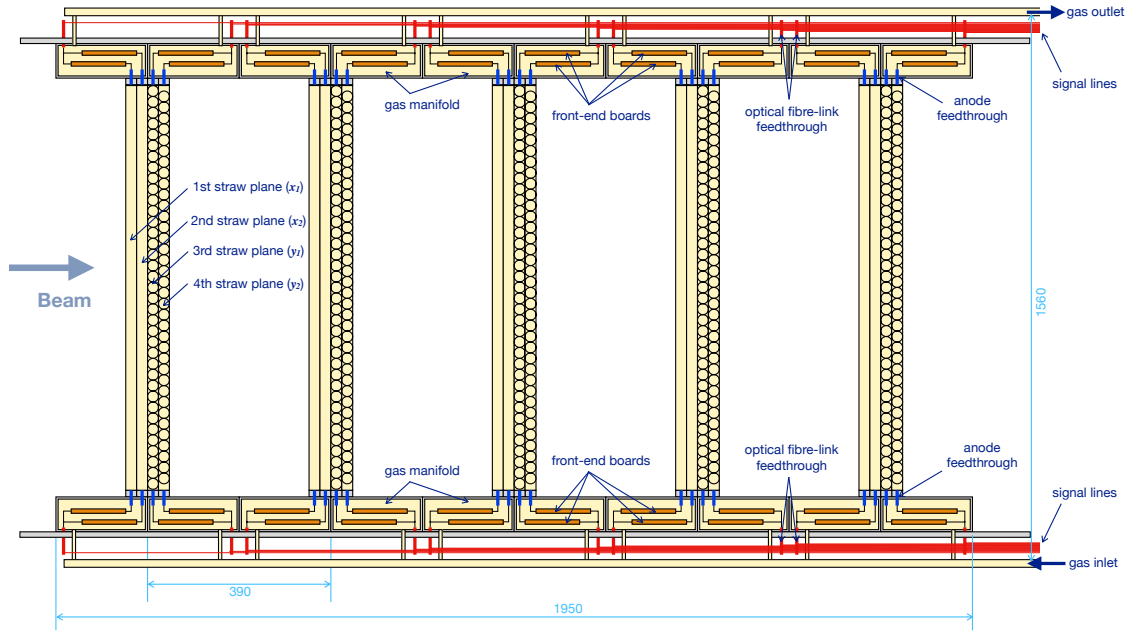 gas outlet
signal lines
gas manifold
front-end boards
optical fibre-link
feedthrough
anode
feedthrough
1st straw plane (x₁)
2nd straw plane (x₂)
3rd straw plane (y₁)
4th straw plane (y₂)
Beam
1560
gas manifold
front-end boards
optical fibre-link
feedthrough
anode
feedthrough
signal lines
gas inlet
390
1950